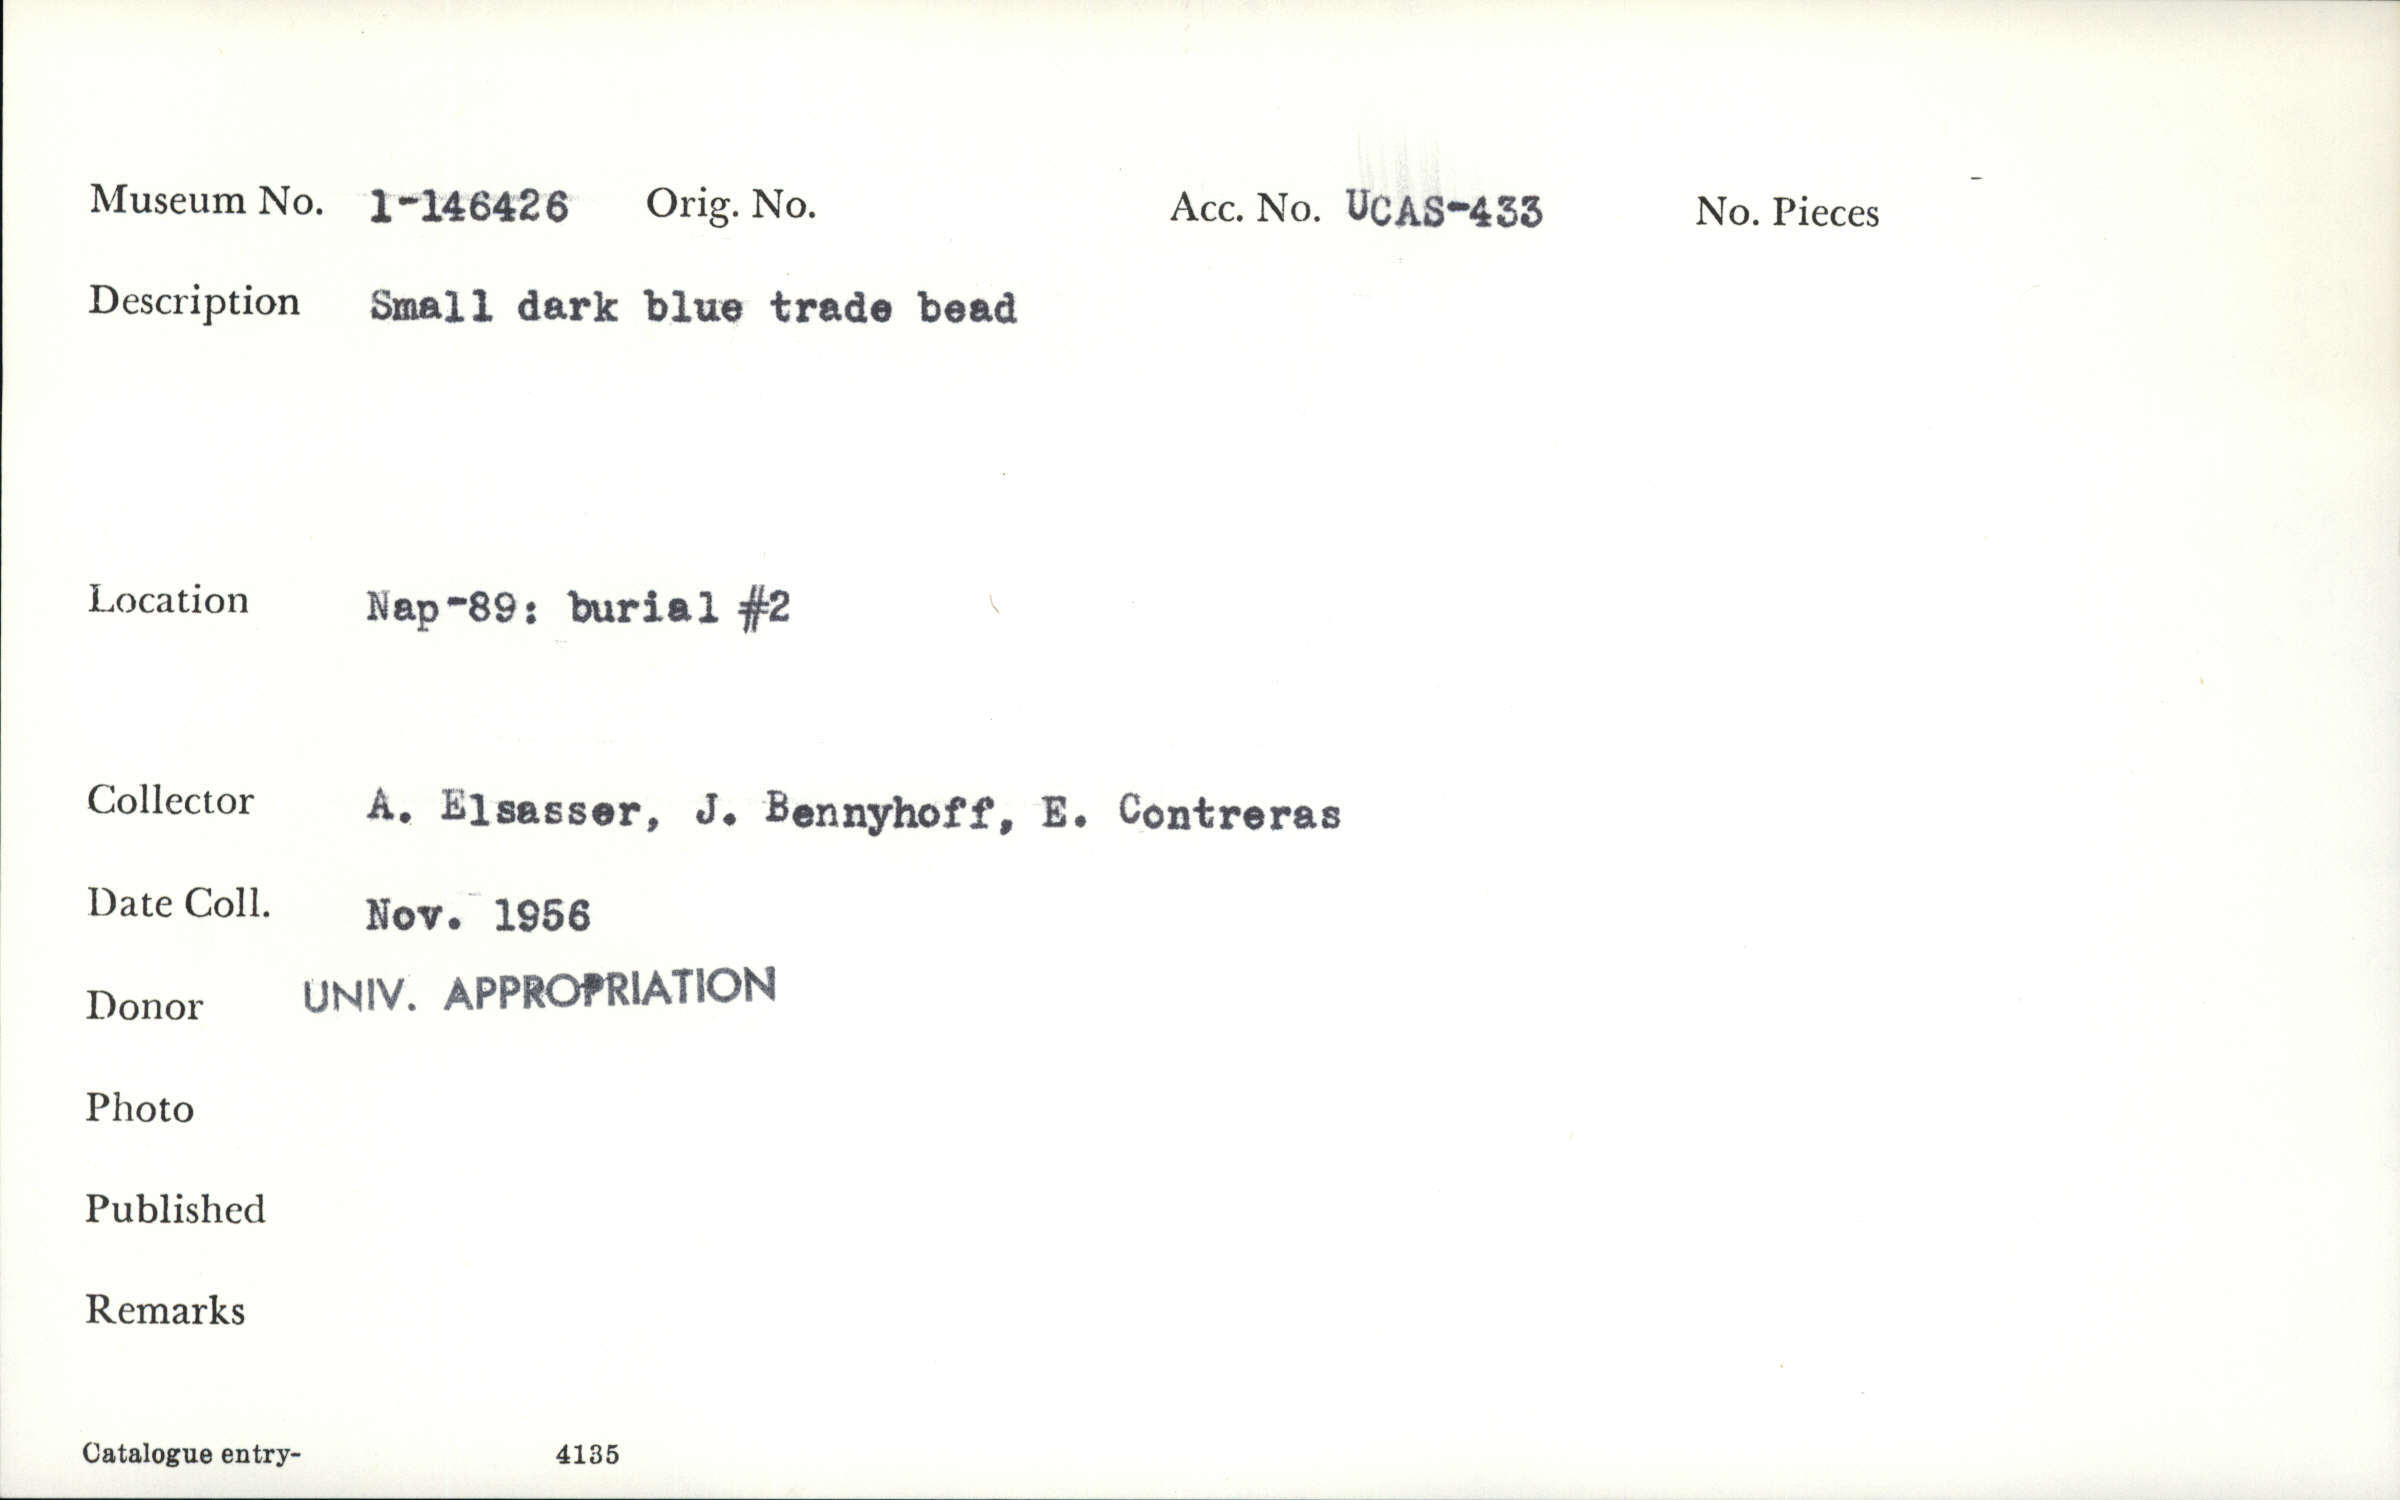 Museum No. 1-146426 Orig. No. Acc. No. UCAS-433 No. Pieces
Description Small dark blue trade bead
Location Nap-89: burial #2
Collector A. Elsasser, J. Bennyhoff, E. Contreras
Date Coll. Nov. 1956
Donor UNIV. APPROPRIATION
Photo
Published
Remarks
Catalogue entry- 4135